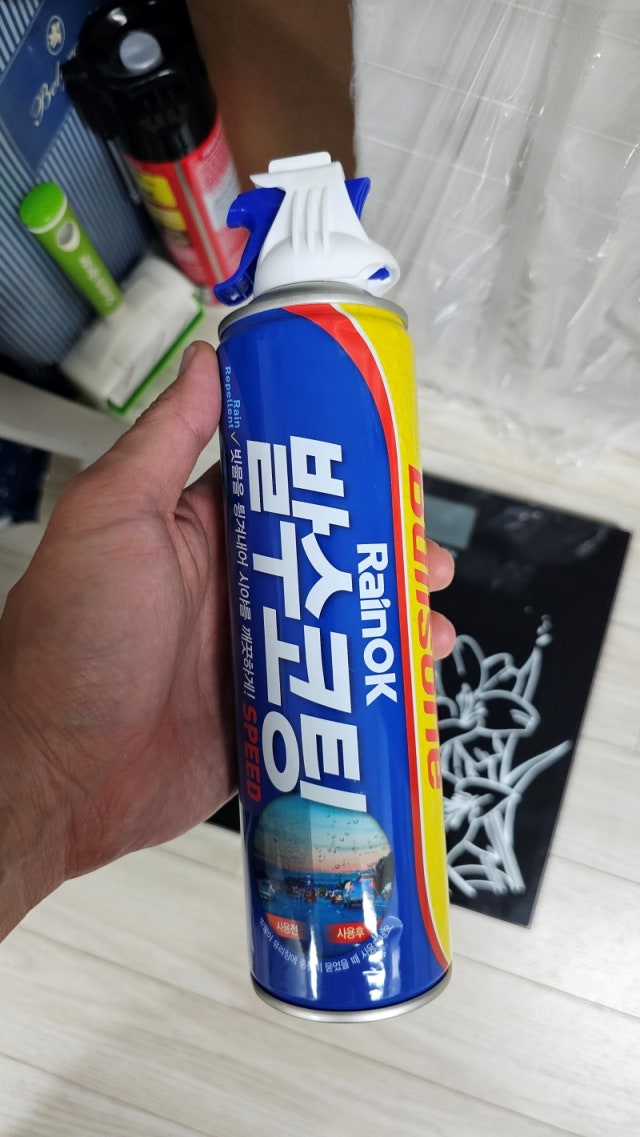 Bullsone
RainOK
발수코팅
SPEED
Rain
Repellent
✓ 빗물을 튕겨내어 시야를 깨끗하게!
사용전
사용후